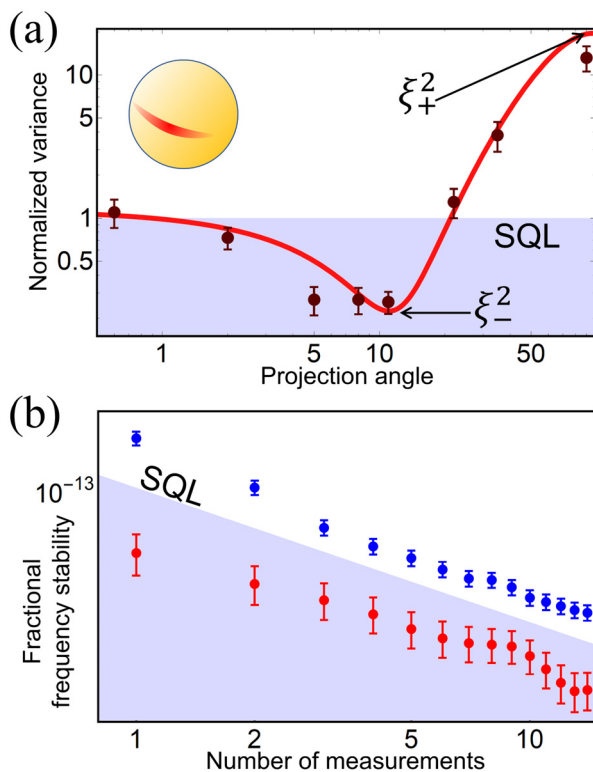 (a)
Normalized variance
10
5
1
0.5
ξ₊²
SQL
ξ₋²
1
5
10
50
Projection angle
(b)
Fractional
frequency stability
10⁻¹³
SQL
1
2
5
10
Number of measurements